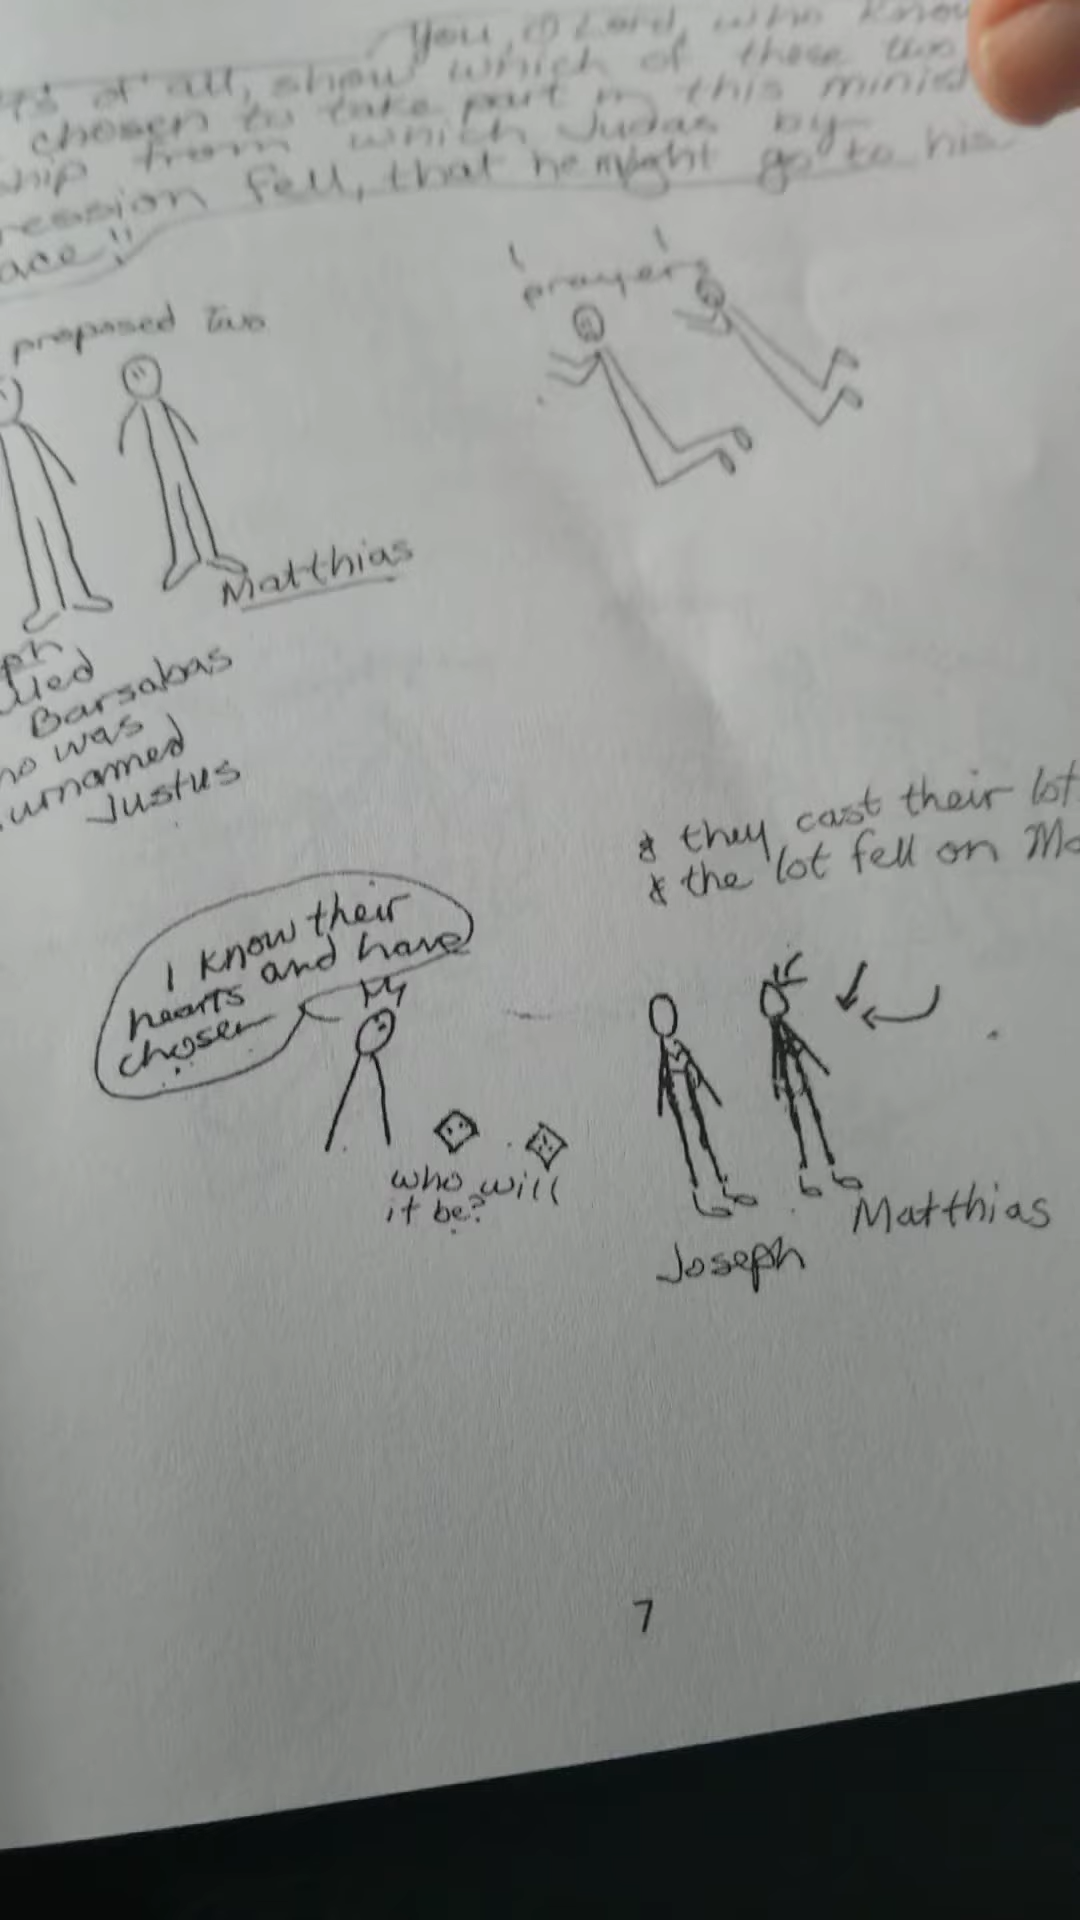 You, O Lord, who know
of all, show which of these two
chosen to take part in this minist
ship from which Judas by
ression fell, that he might go to his
ace"
proposed two
'prayers'
Matthias
ph
lled
Barsabas
ho was
urnamed
Justus
* they cast their lot
* the lot fell on Ma
I know their
hearts and have
chosen
who will
it be?
Joseph
Matthias
7